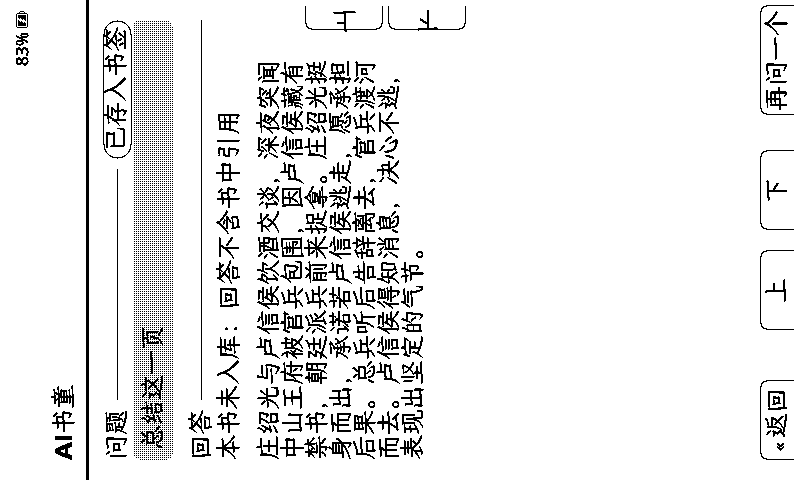 AI书童 83%
问题 已存入书签
总结这一页
回答
本书未入库：回答不含书中引用
庄绍光与卢信侯饮酒交谈，深夜突闻
中山王府被官兵包围，因卢信侯藏有
禁书，朝廷派兵前来捉拿。庄绍光挺
身而出，承诺若卢信侯逃走，愿承担
后果。总兵听后告辞离去，官兵渡河
而去。卢信侯得知消息，决心不逃，
表现出坚定的气节。
«返回 上 下 再问一个